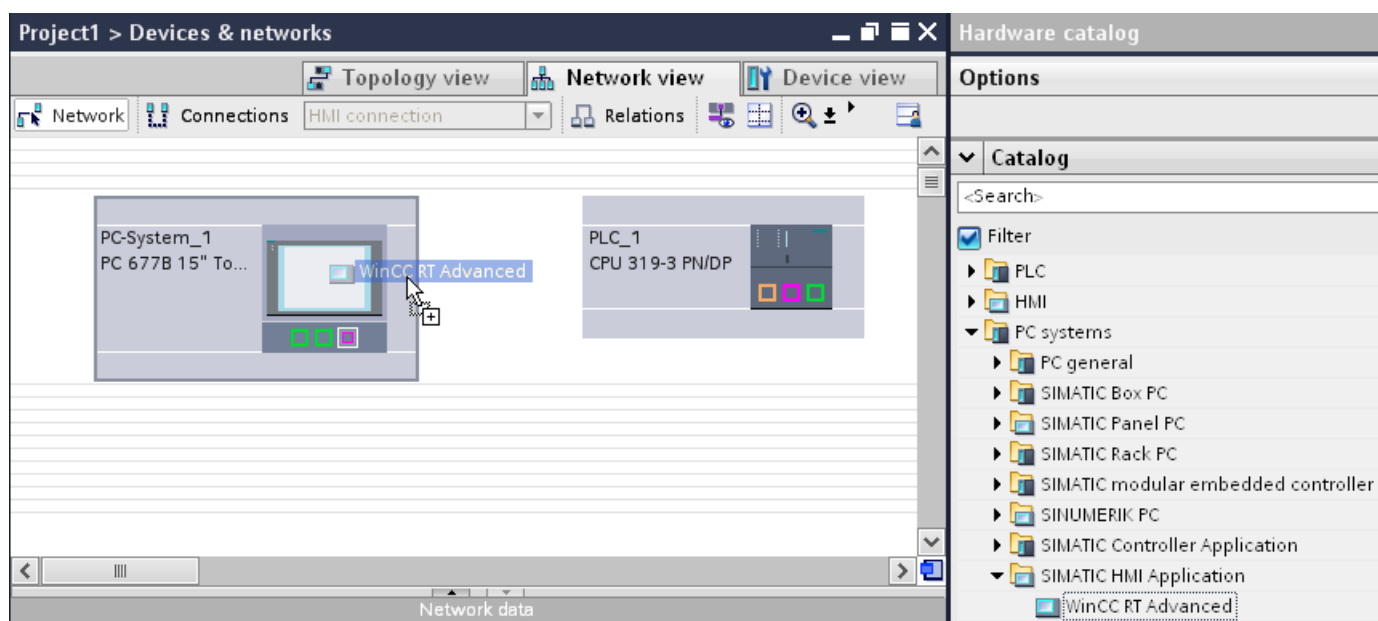 Project1 > Devices & networks
Topology view
Network view
Device view
Network
Connections
HMI connection
Relations
PC-System_1
PC 677B 15" To...
WinCC RT Advanced
PLC_1
CPU 319-3 PN/DP
Network data
Hardware catalog
Options
Catalog
<Search>
Filter
PLC
HMI
PC systems
PC general
SIMATIC Box PC
SIMATIC Panel PC
SIMATIC Rack PC
SIMATIC modular embedded controller
SINUMERIK PC
SIMATIC Controller Application
SIMATIC HMI Application
WinCC RT Advanced